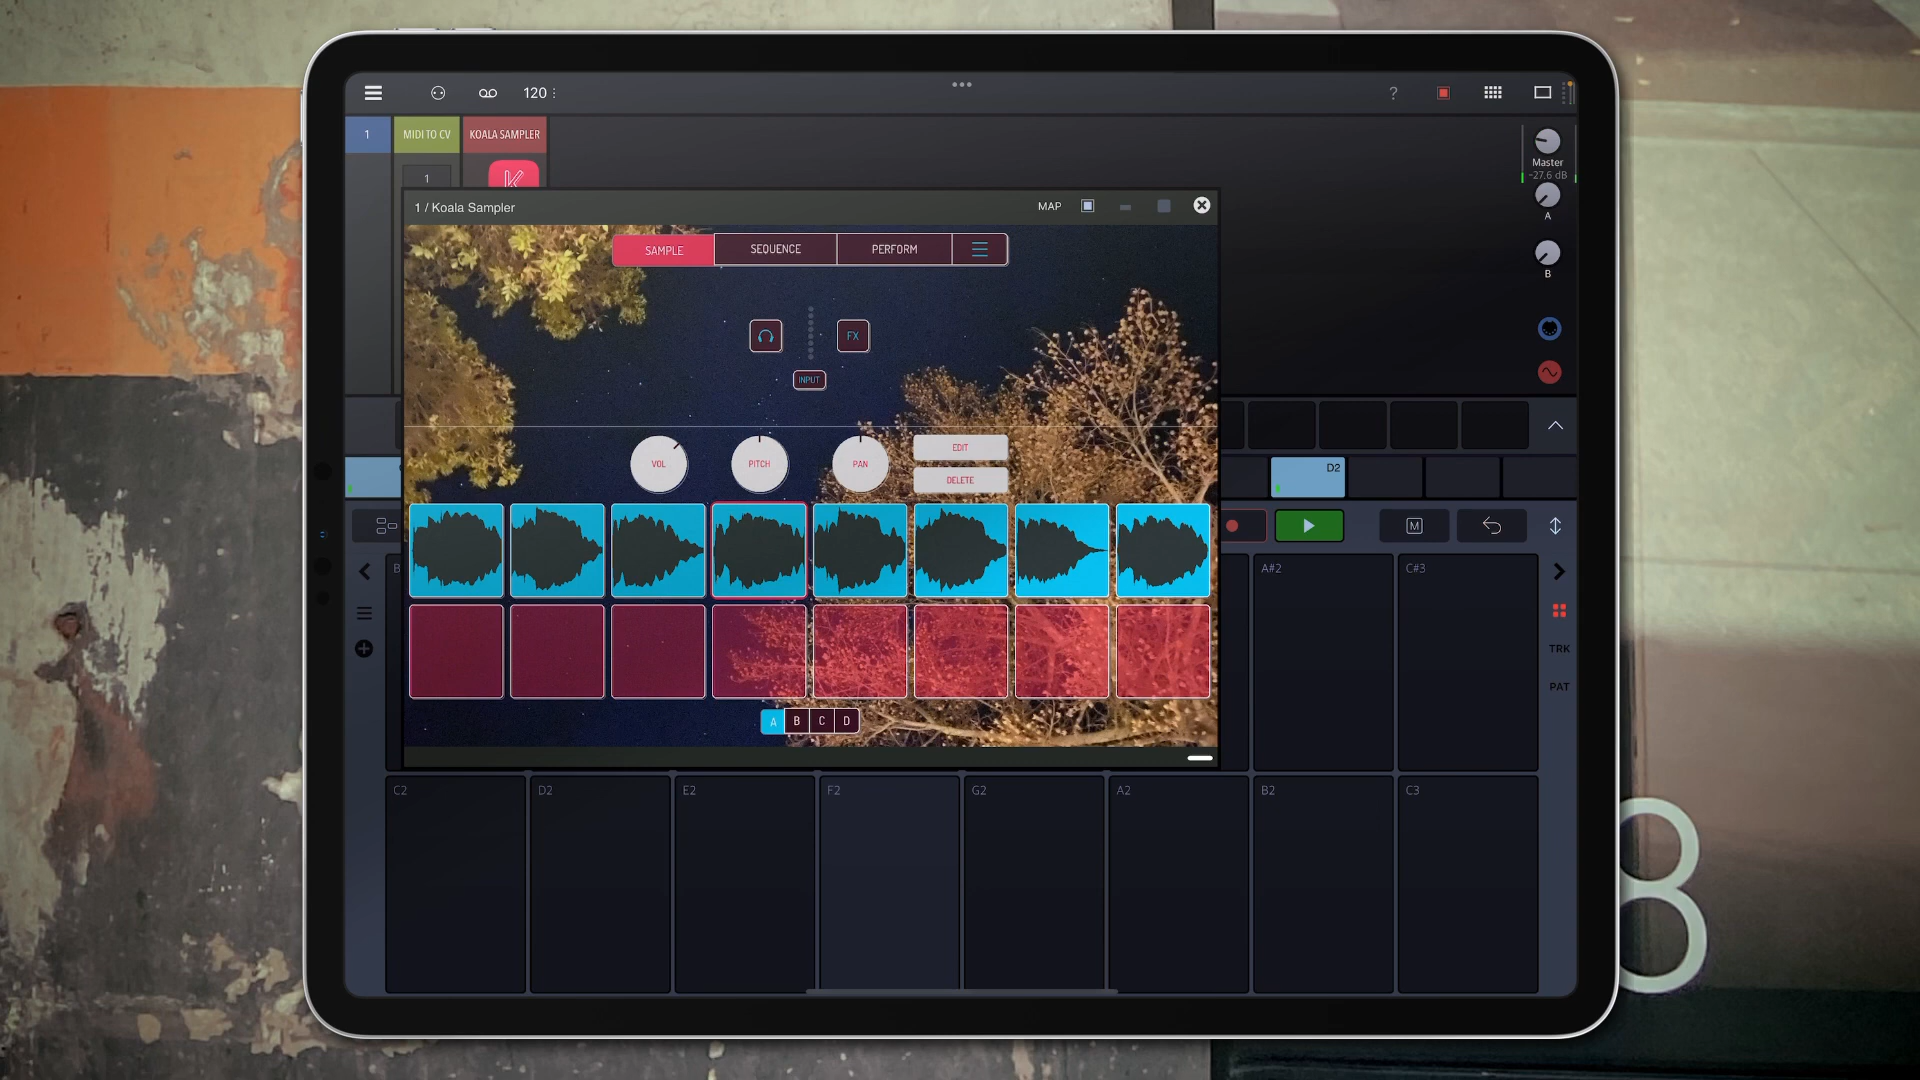 120
?
1
MIDI TO CV
KOALA SAMPLER
1
Master
-27.6 dB
A
B
1 / Koala Sampler
MAP
SAMPLE
SEQUENCE
PERFORM
FX
INPUT
VOL
PITCH
PAN
EDIT
DELETE
D2
M
B
A#2
C#3
TRK
PAT
A
B
C
D
C2
D2
E2
F2
G2
A2
B2
C3
8